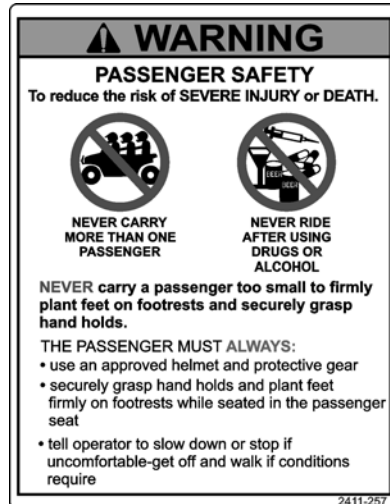 WARNING
PASSENGER SAFETY
To reduce the risk of SEVERE INJURY or DEATH.
NEVER CARRY
MORE THAN ONE
PASSENGER
NEVER RIDE
AFTER USING
DRUGS OR
ALCOHOL
BEER
BEER
NEVER carry a passenger too small to firmly
plant feet on footrests and securely grasp
hand holds.
THE PASSENGER MUST ALWAYS:
• use an approved helmet and protective gear
• securely grasp hand holds and plant feet
firmly on footrests while seated in the passenger
seat
• tell operator to slow down or stop if
uncomfortable-get off and walk if conditions
require
2411-257